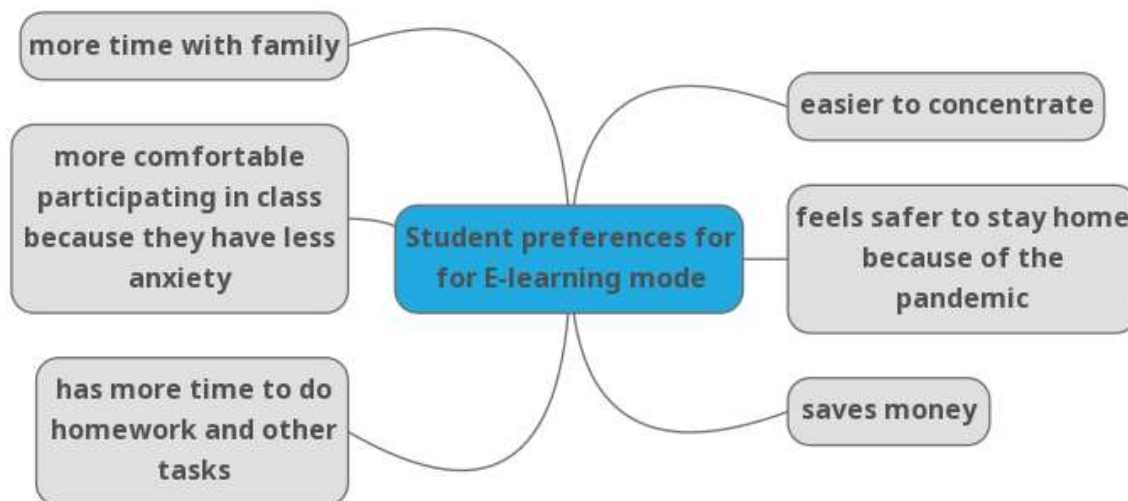 more time with family
more comfortable
participating in class
because they have less
anxiety
has more time to do
homework and other
tasks
Student preferences for
for E-learning mode
easier to concentrate
feels safer to stay home
because of the
pandemic
saves money